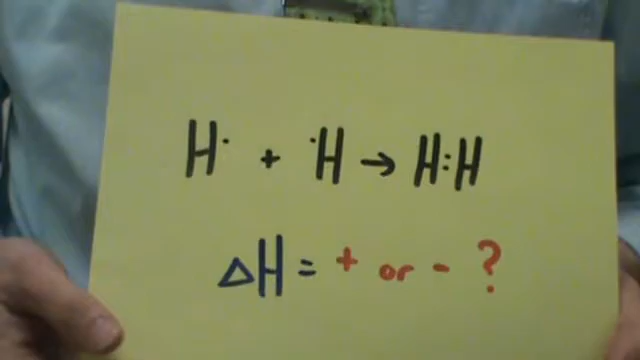 H· + ·H → H:H
ΔH = + or - ?